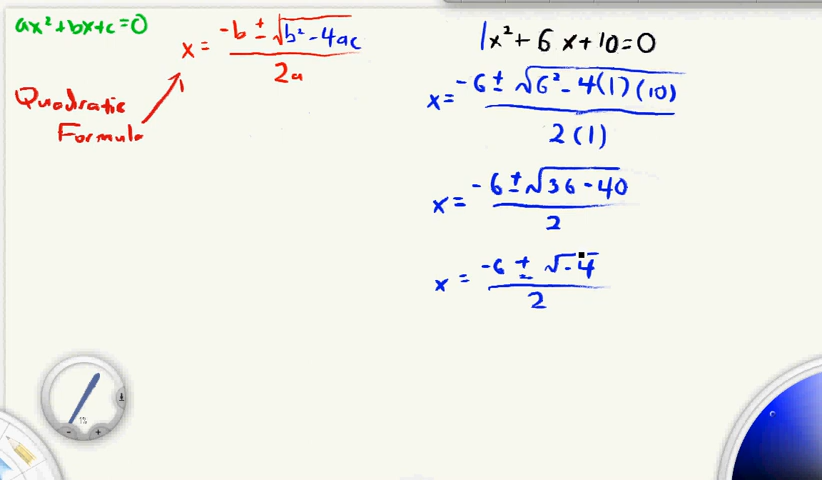 ax² + bx + c = 0
x = (-b ± √(b² - 4ac)) / 2a
Quadratic
Formula
1x² + 6x + 10 = 0
x = (-6 ± √(6² - 4(1)(10))) / 2(1)
x = (-6 ± √(36 - 40)) / 2
x = (-6 ± √-4) / 2